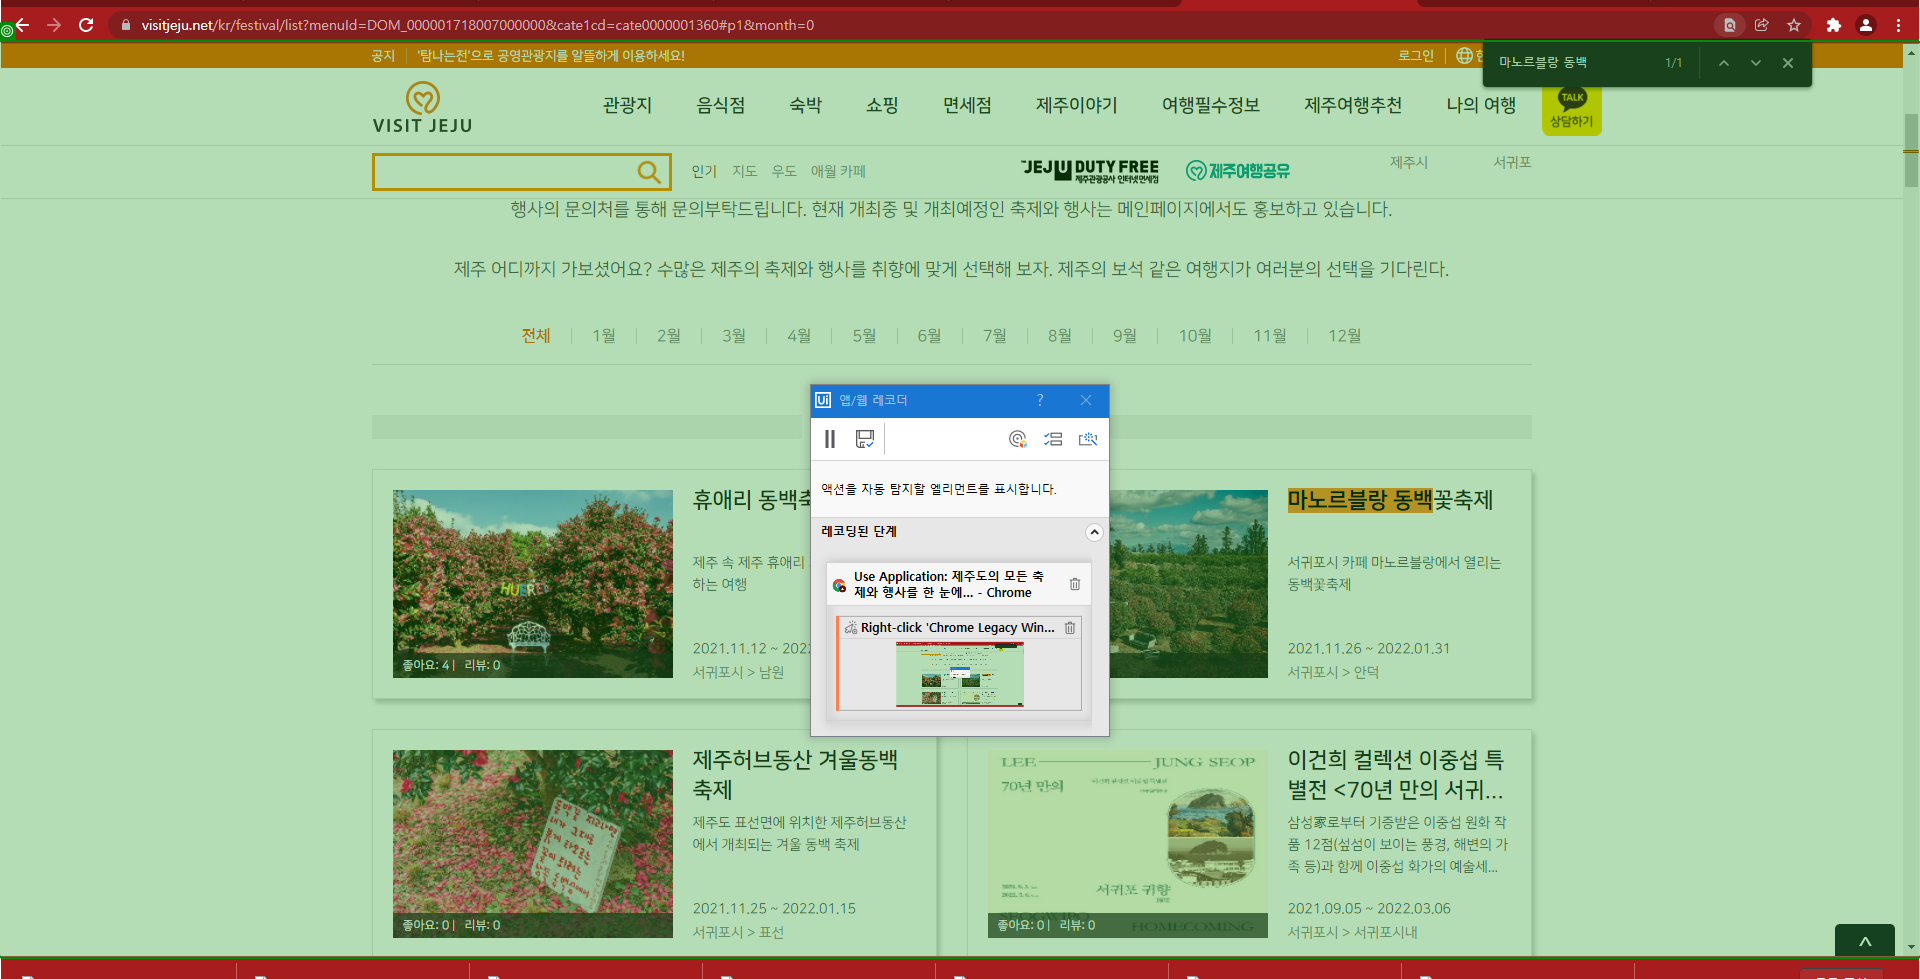 visitjeju.net/kr/festival/list?menuId=DOM_000001718007000000&cate1cd=cate0000001360#p1&month=0
공지 '탐나는전'으로 공영관광지를 알뜰하게 이용하세요!
로그인
마노르블랑 동백 1/1
VISIT JEJU
관광지 음식점 숙박 쇼핑 면세점 제주이야기 여행필수정보 제주여행추천 나의 여행
TALK
상담하기
인기 지도 우도 애월 카페
JEJU DUTY FREE
제주관광공사 인터넷면세점
제주여행공유
제주시 서귀포
행사의 문의처를 통해 문의부탁드립니다. 현재 개최중 및 개최예정인 축제와 행사는 메인페이지에서도 홍보하고 있습니다.
제주 어디까지 가보셨어요? 수많은 제주의 축제와 행사를 취향에 맞게 선택해 보자. 제주의 보석 같은 여행지가 여러분의 선택을 기다린다.
전체 1월 2월 3월 4월 5월 6월 7월 8월 9월 10월 11월 12월
Ui 앱/웹 레코더 ?
액션을 자동 탐지할 엘리먼트를 표시합니다.
레코딩된 단계
Use Application: 제주도의 모든 축
제와 행사를 한 눈에... - Chrome
Right-click 'Chrome Legacy Win...
휴애리 동백
제주 속 제주 휴애리
하는 여행
2021.11.12 ~ 2022
서귀포시 > 남원
좋아요: 4 | 리뷰: 0
마노르블랑 동백꽃축제
서귀포시 카페 마노르블랑에서 열리는
동백꽃축제
2021.11.26 ~ 2022.01.31
서귀포시 > 안덕
제주허브동산 겨울동백
축제
제주도 표선면에 위치한 제주허브동산
에서 개최되는 겨울 동백 축제
2021.11.25 ~ 2022.01.15
서귀포시 > 표선
좋아요: 0 | 리뷰: 0
LEE JUNG SEOP
70년 만의
서귀포 귀향
SEOGWIPO
HOMECOMING
좋아요: 0 | 리뷰: 0
이건희 컬렉션 이중섭 특
별전 <70년 만의 서귀...
삼성家로부터 기증받은 이중섭 원화 작
품 12점(섶섬이 보이는 풍경, 해변의 가
족 등)과 함께 이중섭 화가의 예술세...
2021.09.05 ~ 2022.03.06
서귀포시 > 서귀포시내